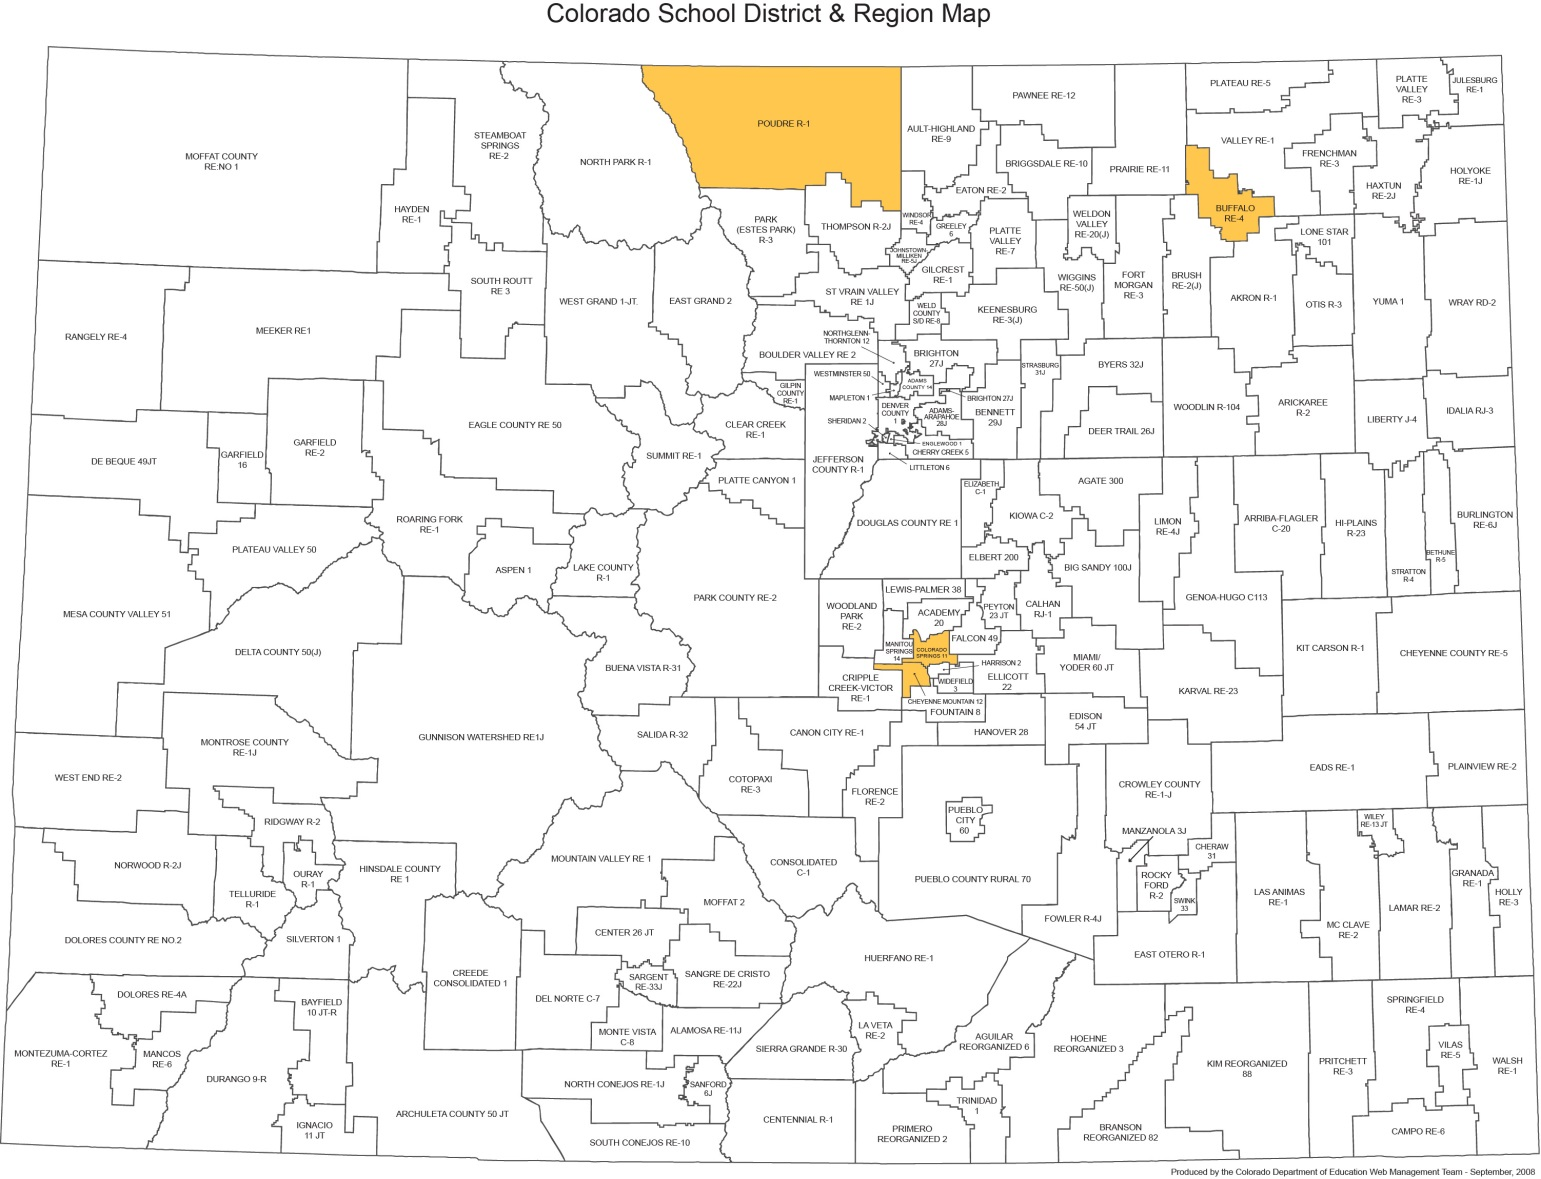 Colorado School District & Region Map
PLATEAU RE-5
PLATTE
VALLEY
RE-3
JULESBURG
RE-1
PAWNEE RE-12
POUDRE R-1
AULT-HIGHLAND
RE-9
STEAMBOAT
SPRINGS
RE-2
VALLEY RE-1
MOFFAT COUNTY
RE:NO 1
NORTH PARK R-1
BRIGGSDALE RE-10
PRAIRIE RE-11
FRENCHMAN
RE-3
HOLYOKE
RE-1J
HAXTUN
RE-2J
EATON RE-2
HAYDEN
RE-1
BUFFALO
RE-4
WINDSOR
RE-4
GREELEY
6
PARK
(ESTES PARK)
R-3
THOMPSON R-2J
PLATTE
VALLEY
RE-7
WELDON
VALLEY
RE-20(J)
LONE STAR
101
JOHNSTOWN-
MILLIKEN
RE-5J
GILCREST
RE-1
SOUTH ROUTT
RE 3
WEST GRAND 1-JT.
EAST GRAND 2
ST VRAIN VALLEY
RE 1J
WIGGINS
RE-50(J)
FORT
MORGAN
RE-3
BRUSH
RE-2(J)
AKRON R-1
OTIS R-3
YUMA 1
WRAY RD-2
WELD
COUNTY
S/D RE-8
KEENESBURG
RE-3(J)
RANGELY RE-4
MEEKER RE1
NORTHGLENN-
THORNTON 12
BOULDER VALLEY RE 2
BRIGHTON
27J
STRASBURG
31J
BYERS 32J
WESTMINSTER 50
ADAMS
COUNTY 14
GILPIN
COUNTY
RE-1
MAPLETON 1
BRIGHTON 27J
DENVER
COUNTY
1
ADAMS-
ARAPAHOE
28J
BENNETT
29J
WOODLIN R-104
ARICKAREE
R-2
LIBERTY J-4
IDALIA RJ-3
EAGLE COUNTY RE 50
CLEAR CREEK
RE-1
SHERIDAN 2
DEER TRAIL 26J
ENGLEWOOD 1
CHERRY CREEK 5
GARFIELD
RE-2
GARFIELD
16
DE BEQUE 49JT
SUMMIT RE-1
JEFFERSON
COUNTY R-1
LITTLETON 6
PLATTE CANYON 1
ELIZABETH
C-1
AGATE 300
ROARING FORK
RE-1
DOUGLAS COUNTY RE 1
KIOWA C-2
LIMON
RE-4J
ARRIBA-FLAGLER
C-20
HI-PLAINS
R-23
BURLINGTON
RE-6J
PLATEAU VALLEY 50
ASPEN 1
LAKE COUNTY
R-1
ELBERT 200
BIG SANDY 100J
STRATTON
R-4
BETHUNE
R-5
MESA COUNTY VALLEY 51
PARK COUNTY RE-2
LEWIS-PALMER 38
WOODLAND
PARK
RE-2
ACADEMY
20
PEYTON
23 JT
CALHAN
RJ-1
GENOA-HUGO C113
DELTA COUNTY 50(J)
MANITOU
SPRINGS
14
COLORADO
SPRINGS 11
FALCON 49
KIT CARSON R-1
CHEYENNE COUNTY RE-5
BUENA VISTA R-31
HARRISON 2
MIAMI/
YODER 60 JT
CRIPPLE
CREEK-VICTOR
RE-1
WIDEFIELD
3
ELLICOTT
22
KARVAL RE-23
CHEYENNE MOUNTAIN 12
FOUNTAIN 8
EDISON
54 JT
GUNNISON WATERSHED RE1J
SALIDA R-32
CANON CITY RE-1
HANOVER 28
MONTROSE COUNTY
RE-1J
WEST END RE-2
COTOPAXI
RE-3
FLORENCE
RE-2
EADS RE-1
PLAINVIEW RE-2
CROWLEY COUNTY
RE-1-J
PUEBLO
CITY
60
RIDGWAY R-2
WILEY
RE-13 JT
MANZANOLA 3J
CHERAW
31
NORWOOD R-2J
OURAY
R-1
HINSDALE COUNTY
RE 1
MOUNTAIN VALLEY RE 1
CONSOLIDATED
C-1
PUEBLO COUNTY RURAL 70
ROCKY
FORD
R-2
SWINK
33
GRANADA
RE-1
TELLURIDE
R-1
LAS ANIMAS
RE-1
HOLLY
RE-3
MOFFAT 2
LAMAR RE-2
FOWLER R-4J
MC CLAVE
RE-2
CENTER 26 JT
DOLORES COUNTY RE NO.2
SILVERTON 1
EAST OTERO R-1
HUERFANO RE-1
CREEDE
CONSOLIDATED 1
SARGENT
RE-33J
SANGRE DE CRISTO
RE-22J
DOLORES RE-4A
BAYFIELD
10 JT-R
DEL NORTE C-7
SPRINGFIELD
RE-4
MONTE VISTA
C-8
ALAMOSA RE-11J
LA VETA
RE-2
SIERRA GRANDE R-30
AGUILAR
REORGANIZED 6
HOEHNE
REORGANIZED 3
VILAS
RE-5
MONTEZUMA-CORTEZ
RE-1
MANCOS
RE-6
KIM REORGANIZED
88
PRITCHETT
RE-3
WALSH
RE-1
DURANGO 9-R
NORTH CONEJOS RE-1J
SANFORD
6J
TRINIDAD
1
ARCHULETA COUNTY 50 JT
CENTENNIAL R-1
IGNACIO
11 JT
PRIMERO
REORGANIZED 2
BRANSON
REORGANIZED 82
CAMPO RE-6
SOUTH CONEJOS RE-10
Produced by the Colorado Department of Education Web Management Team - September, 2008